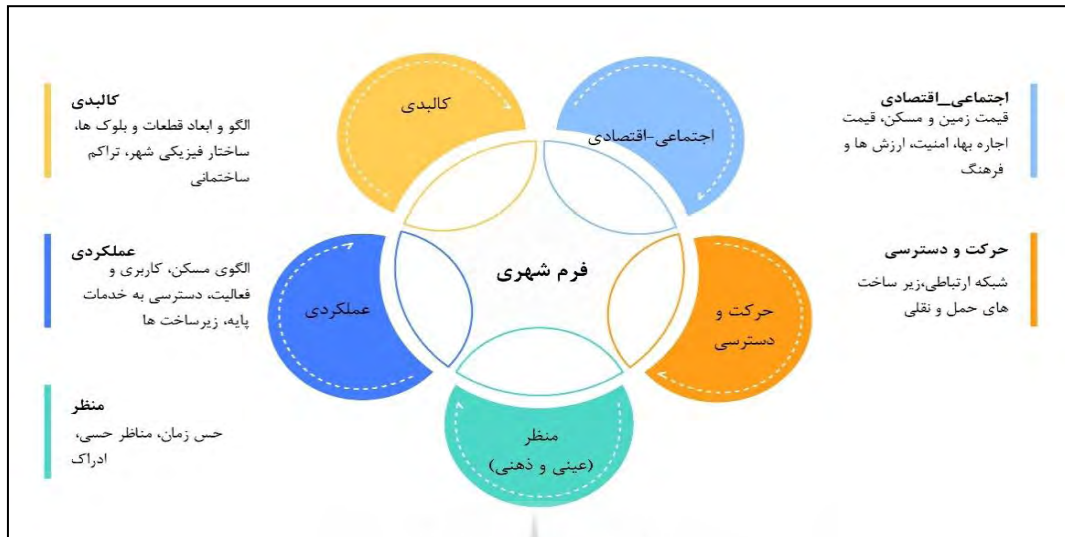 اجتماعی_اقتصادی
قیمت زمین و مسکن، قیمت
اجاره بها، امنیت، ارزش ها و
فرهنگ
حرکت و دسترسی
شبکه ارتباطی،زیر ساخت
های حمل و نقلی
کالبدی
اجتماعی-اقتصادی
حرکت و
دسترسی
منظر
(عینی و ذهنی)
عملکردی
فرم شهری
کالبدی
الگو و ابعاد قطعات و بلوک ها،
ساختار فیزیکی شهر، تراکم
ساختمانی
عملکردی
الگوی مسکن، کاربری و
فعالیت، دسترسی به خدمات
پایه، زیرساخت ها
منظر
حس زمان، مناظر حسی،
ادراک